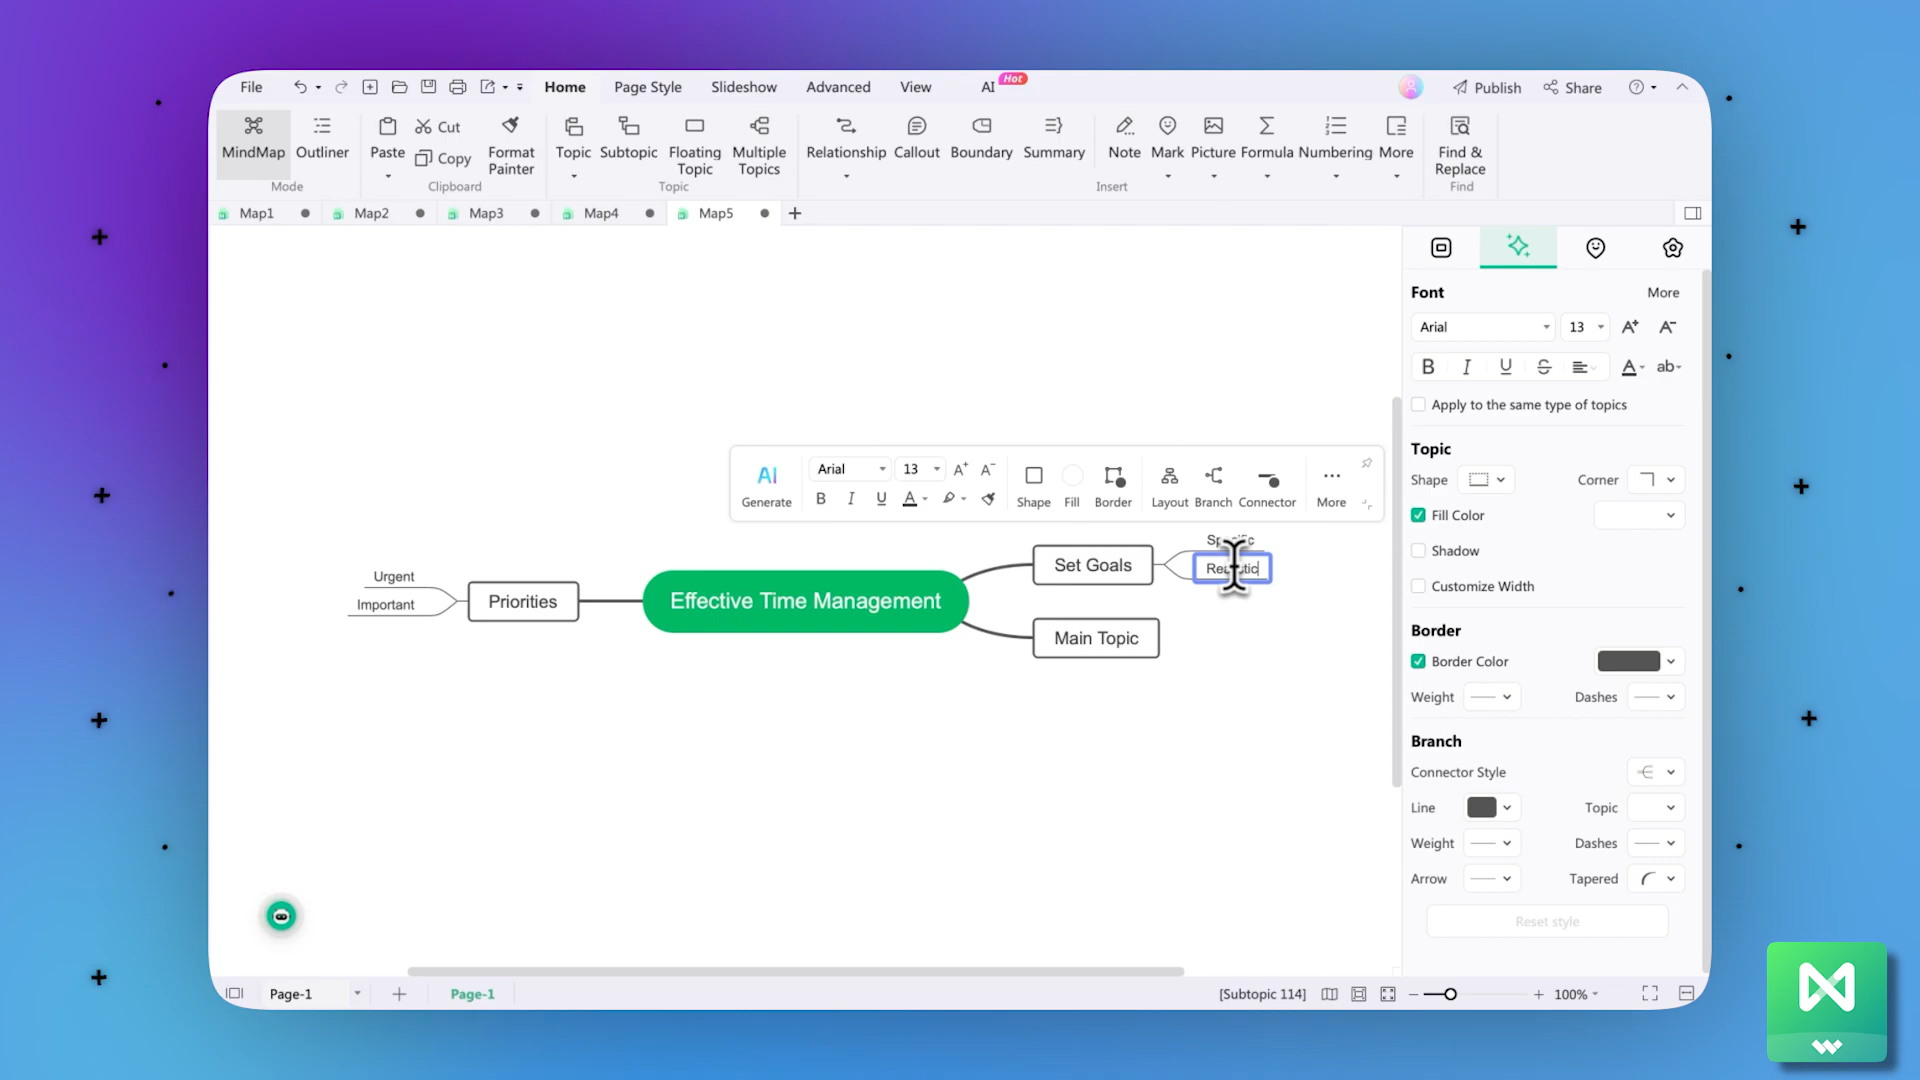 File Home Page Style Slideshow Advanced View AI Hot Publish Share
MindMap Outliner Paste Cut Copy Format Painter Topic Subtopic Floating Topic Multiple Topics Relationship Callout Boundary Summary Note Mark Picture Formula Numbering More Find & Replace
Mode Clipboard Topic Insert Find
Map1 Map2 Map3 Map4 Map5
Font More
Arial 13 A+ A-
B I U S A ab
Apply to the same type of topics
Topic
Shape Corner
Fill Color
Shadow
Customize Width
Border
Border Color
Weight Dashes
Branch
Connector Style
Line Topic
Weight Dashes
Arrow Tapered
Reset style
AI Arial 13 A+ A-
B I U A
Generate Shape Fill Border Layout Branch Connector More
Urgent
Important
Priorities
Effective Time Management
Set Goals
Main Topic
Page-1 Page-1 [Subtopic 114] 100%